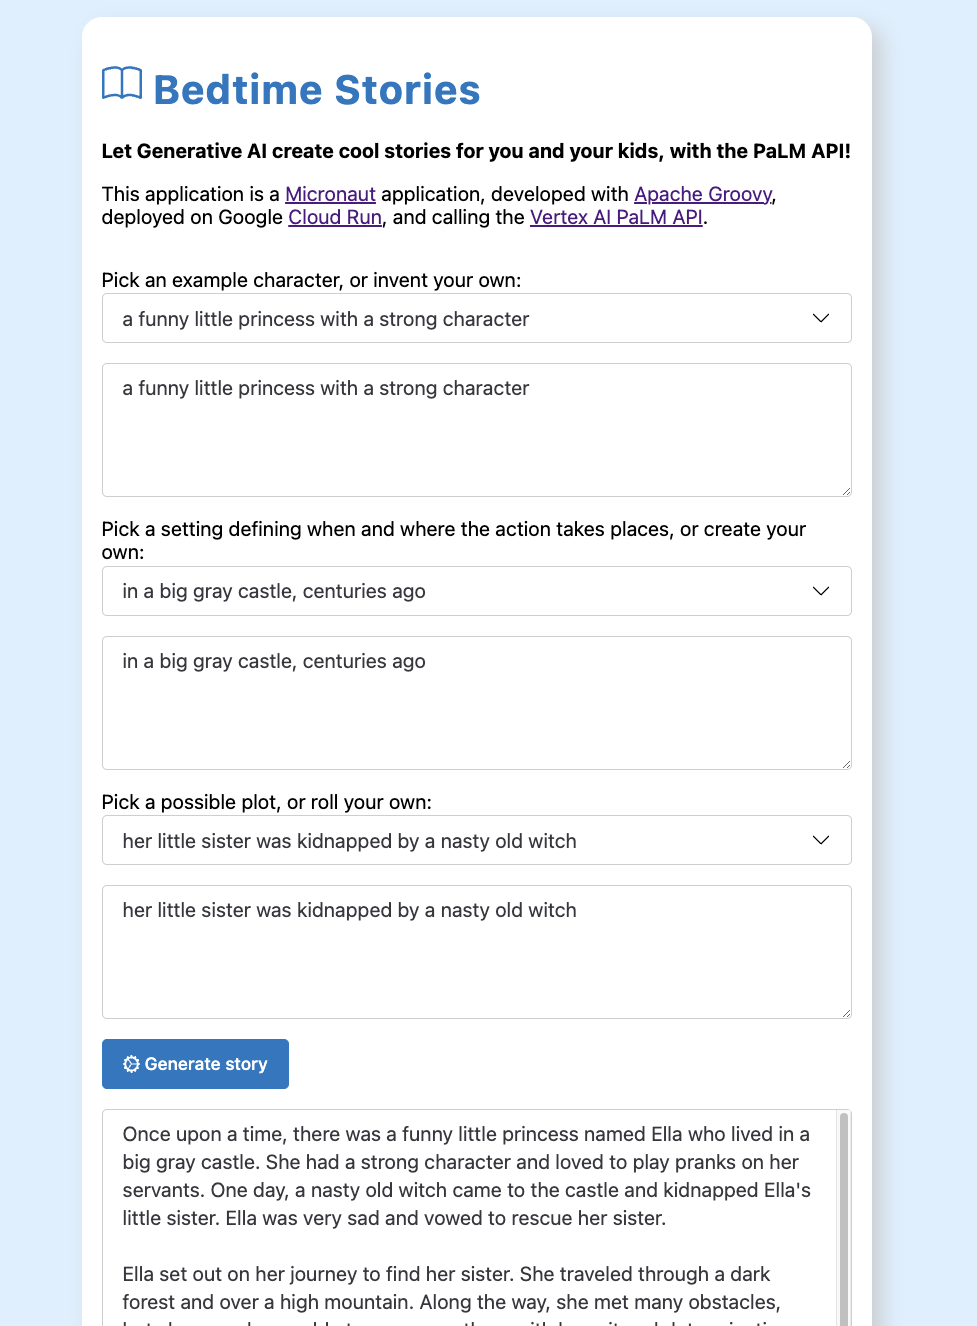 Bedtime Stories
Let Generative AI create cool stories for you and your kids, with the PaLM API!
This application is a Micronaut application, developed with Apache Groovy,
deployed on Google Cloud Run, and calling the Vertex AI PaLM API.
Pick an example character, or invent your own:
a funny little princess with a strong character
a funny little princess with a strong character
Pick a setting defining when and where the action takes places, or create your
own:
in a big gray castle, centuries ago
in a big gray castle, centuries ago
Pick a possible plot, or roll your own:
her little sister was kidnapped by a nasty old witch
her little sister was kidnapped by a nasty old witch
Generate story
Once upon a time, there was a funny little princess named Ella who lived in a
big gray castle. She had a strong character and loved to play pranks on her
servants. One day, a nasty old witch came to the castle and kidnapped Ella's
little sister. Ella was very sad and vowed to rescue her sister.
Ella set out on her journey to find her sister. She traveled through a dark
forest and over a high mountain. Along the way, she met many obstacles,